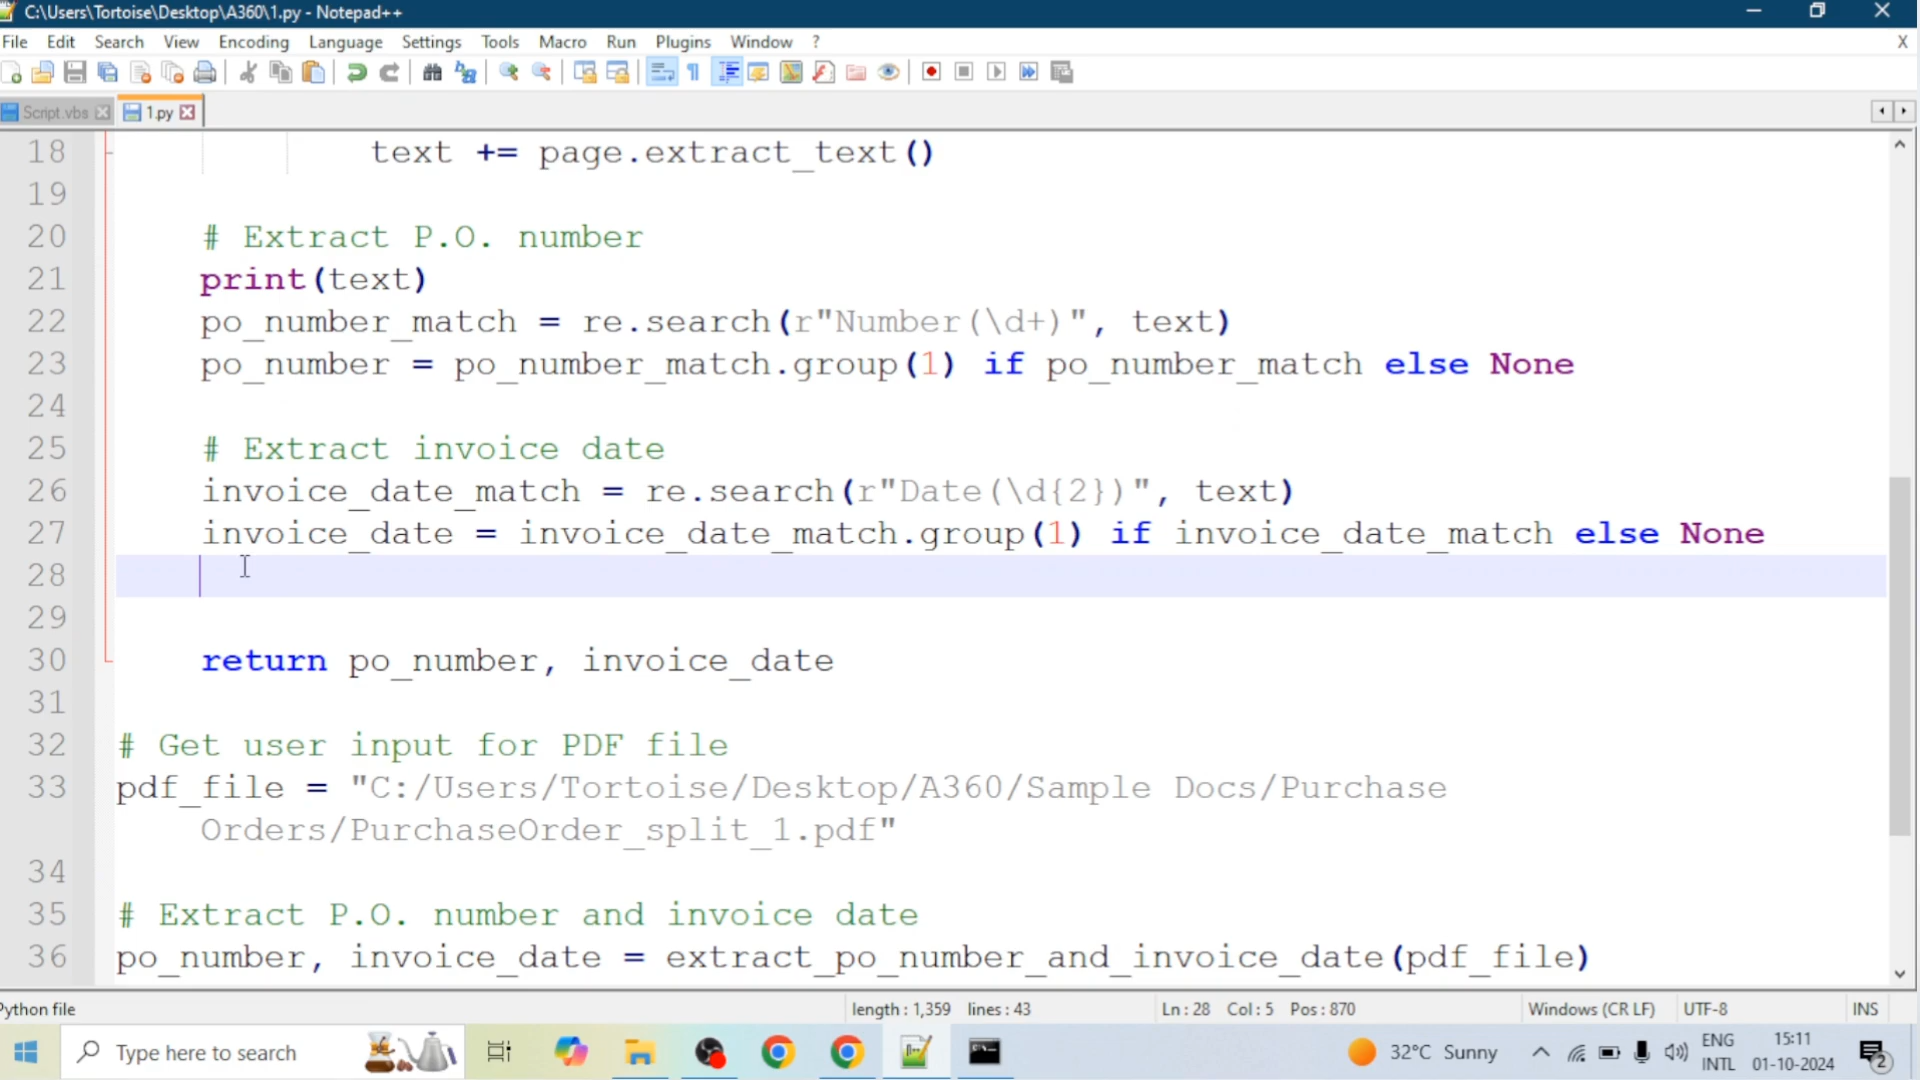 C:\Users\Tortoise\Desktop\A360\1.py - Notepad++
File Edit Search View Encoding Language Settings Tools Macro Run Plugins Window ? X
Script.vbs 1.py
18 text += page.extract_text()
19
20 # Extract P.O. number
21 print(text)
22 po_number_match = re.search(r"Number(\d+)", text)
23 po_number = po_number_match.group(1) if po_number_match else None
24
25 # Extract invoice date
26 invoice_date_match = re.search(r"Date(\d{2})", text)
27 invoice_date = invoice_date_match.group(1) if invoice_date_match else None
28
29
30 return po_number, invoice_date
31
32 # Get user input for PDF file
33 pdf_file = "C:/Users/Tortoise/Desktop/A360/Sample Docs/Purchase
Orders/PurchaseOrder_split_1.pdf"
34
35 # Extract P.O. number and invoice date
36 po_number, invoice_date = extract_po_number_and_invoice_date(pdf_file)
Python file length : 1,359 lines : 43 Ln : 28 Col : 5 Pos : 870 Windows (CR LF) UTF-8 INS
Type here to search 32°C Sunny ENG INTL 15:11 01-10-2024 2